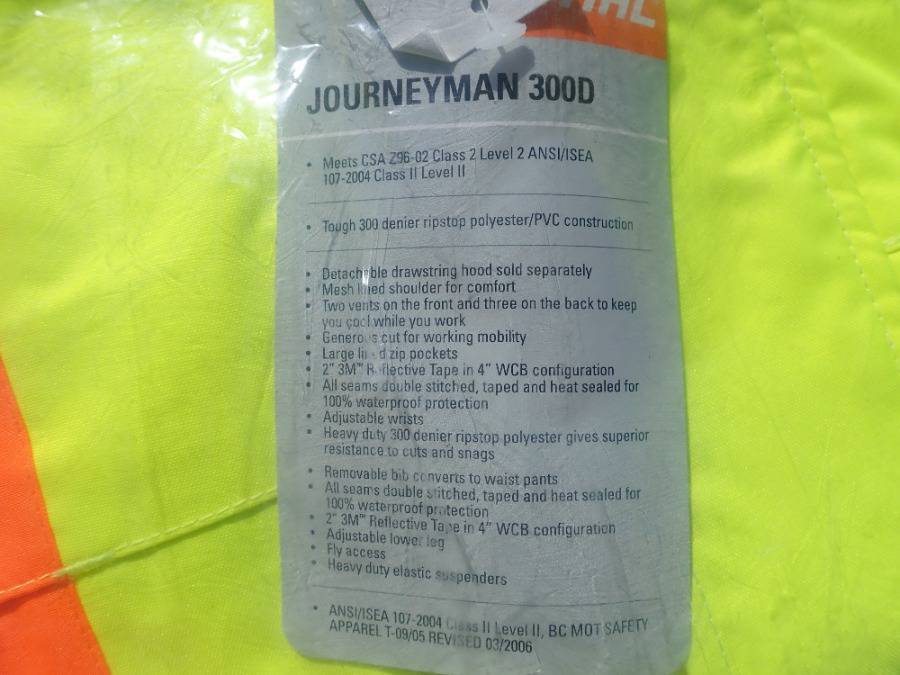 JOURNEYMAN 300D
• Meets CSA Z96-02 Class 2 Level 2 ANSI/ISEA
107-2004 Class II Level II
• Tough 300 denier ripstop polyester/PVC construction
• Detachable drawstring hood sold separately
• Mesh lined shoulder for comfort
• Two vents on the front and three on the back to keep
you cool while you work
• Generous cut for working mobility
• Large lined zip pockets
• 2" 3M™ Reflective Tape in 4" WCB configuration
• All seams double stitched, taped and heat sealed for
100% waterproof protection
• Adjustable wrists
• Heavy duty 300 denier ripstop polyester gives superior
resistance to cuts and snags
• Removable bib converts to waist pants
• All seams double stitched, taped and heat sealed for
100% waterproof protection
• 2" 3M™ Reflective Tape in 4" WCB configuration
• Adjustable lower leg
• Fly access
• Heavy duty elastic suspenders
• ANSI/ISEA 107-2004 Class II Level II, BC MOT SAFETY
APPAREL T-09/05 REVISED 03/2006